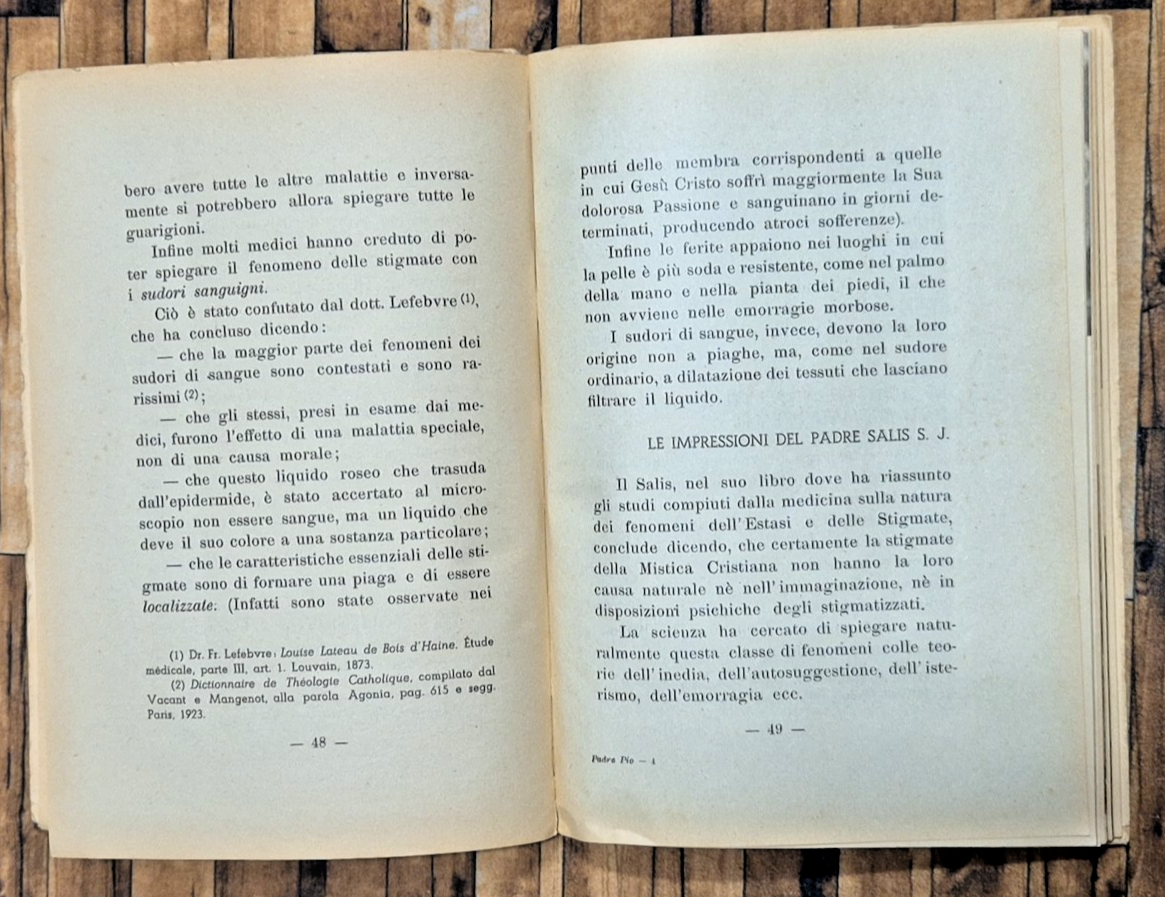 bero avere tutte le altre malattie e inversa-
mente si potrebbero allora spiegare tutte le
guarigioni.
Infine molti medici hanno creduto di po-
ter spiegare il fenomeno delle stigmate con
i sudori sanguigni.
Ciò è stato confutato dal dott. Lefebvre (1),
che ha concluso dicendo:
— che la maggior parte dei fenomeni dei
sudori di sangue sono contestati e sono ra-
rissimi (2);
— che gli stessi, presi in esame dai me-
dici, furono l'effetto di una malattia speciale,
non di una causa morale;
— che questo liquido roseo che trasuda
dall'epidermide, è stato accertato al micro-
scopio non essere sangue, ma un liquido che
deve il suo colore a una sostanza particolare;
— che le caratteristiche essenziali delle sti-
gmate sono di formare una piaga e di essere
localizzate. (Infatti sono state osservate nei
(1) Dr. Fr. Lefebvre: Louise Lateau de Bois d'Haine. Étude
médicale, parte III, art. 1. Louvain, 1873.
(2) Dictionnaire de Théologie Catholique, compilato dal
Vacant e Mangenot, alla parola Agonia, pag. 615 e segg.
Paris, 1923.
— 48 —
punti delle membra corrispondenti a quelle
in cui Gesù Cristo soffrì maggiormente la Sua
dolorosa Passione e sanguinano in giorni de-
terminati, producendo atroci sofferenze).
Infine le ferite appaiono nei luoghi in cui
la pelle è più soda e resistente, come nel palmo
della mano e nella pianta dei piedi, il che
non avviene nelle emorragie morbose.
I sudori di sangue, invece, devono la loro
origine non a piaghe, ma, come nel sudore
ordinario, a dilatazione dei tessuti che lasciano
filtrare il liquido.
LE IMPRESSIONI DEL PADRE SALIS S. J.
Il Salis, nel suo libro dove ha riassunto
gli studi compiuti dalla medicina sulla natura
dei fenomeni dell'Estasi e delle Stigmate,
conclude dicendo, che certamente la stigmate
della Mistica Cristiana non hanno la loro
causa naturale nè nell'immaginazione, nè in
disposizioni psichiche degli stigmatizzati.
La scienza ha cercato di spiegare natu-
ralmente questa classe di fenomeni colle teo-
rie dell'inedia, dell'autosuggestione, dell'iste-
rismo, dell'emorragia ecc.
— 49 —
Padre Pio — 4